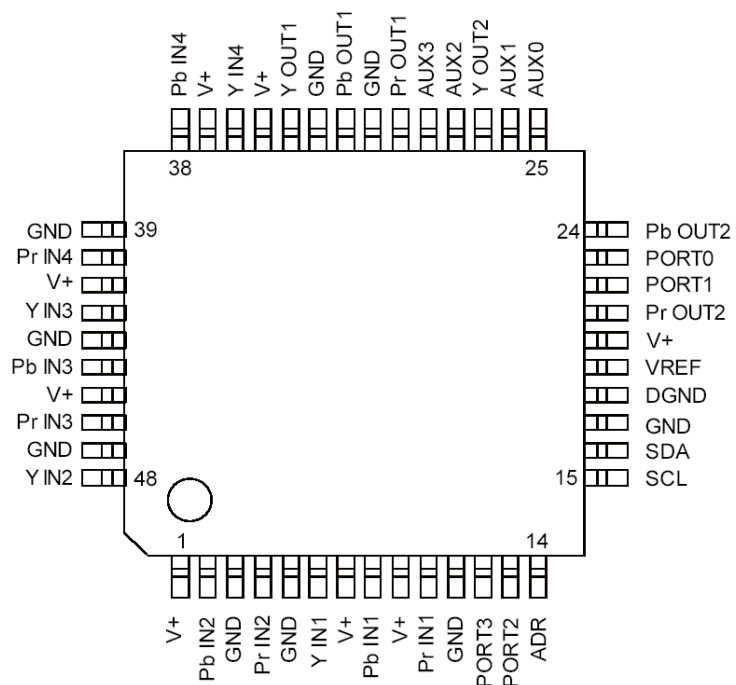 Pb IN4
V+
Y IN4
V+
Y OUT1
GND
Pb OUT1
GND
Pr OUT1
AUX3
AUX2
Y OUT2
AUX1
AUX0
38
25
GND
39
24
Pb OUT2
Pr IN4
PORT0
V+
PORT1
Y IN3
Pr OUT2
GND
V+
Pb IN3
VREF
V+
DGND
Pr IN3
GND
GND
SDA
Y IN2
48
15
SCL
1
14
V+
Pb IN2
GND
Pr IN2
GND
Y IN1
V+
Pb IN1
V+
Pr IN1
GND
PORT3
PORT2
ADR